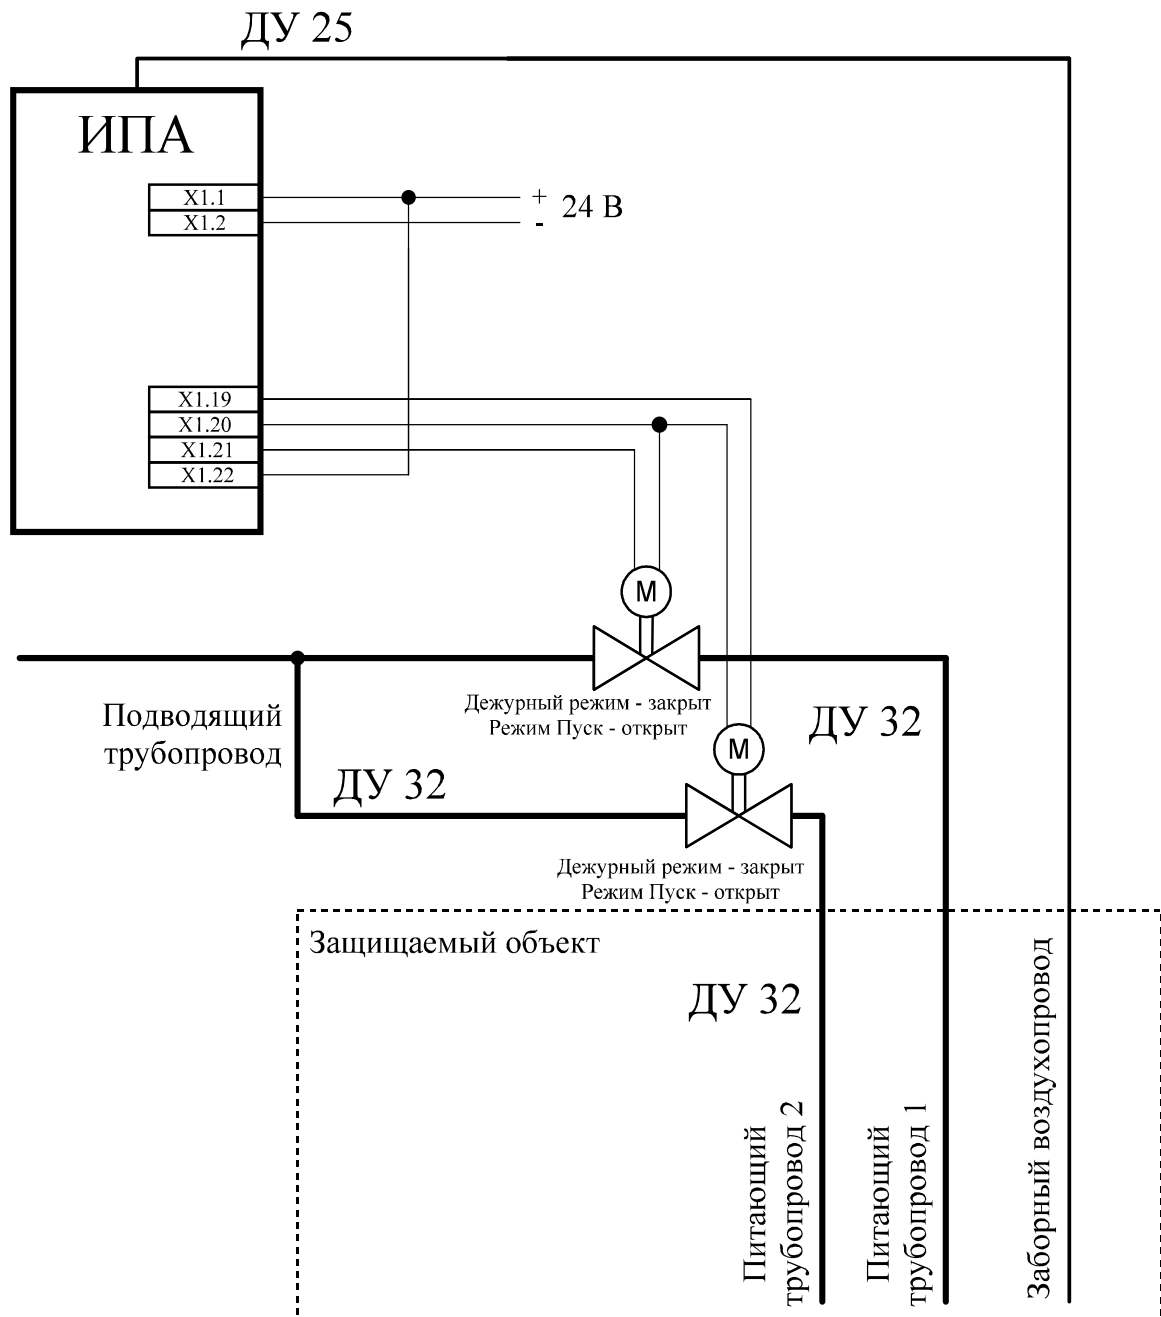 ДУ 25
ИПА
X1.1
X1.2
+
-
24 В
X1.19
X1.20
X1.21
X1.22
М
Дежурный режим - закрыт
Режим Пуск - открыт
Подводящий
трубопровод
ДУ 32
М
ДУ 32
Дежурный режим - закрыт
Режим Пуск - открыт
Защищаемый объект
ДУ 32
Питающий
трубопровод 2
Питающий
трубопровод 1
Заборный воздухопровод